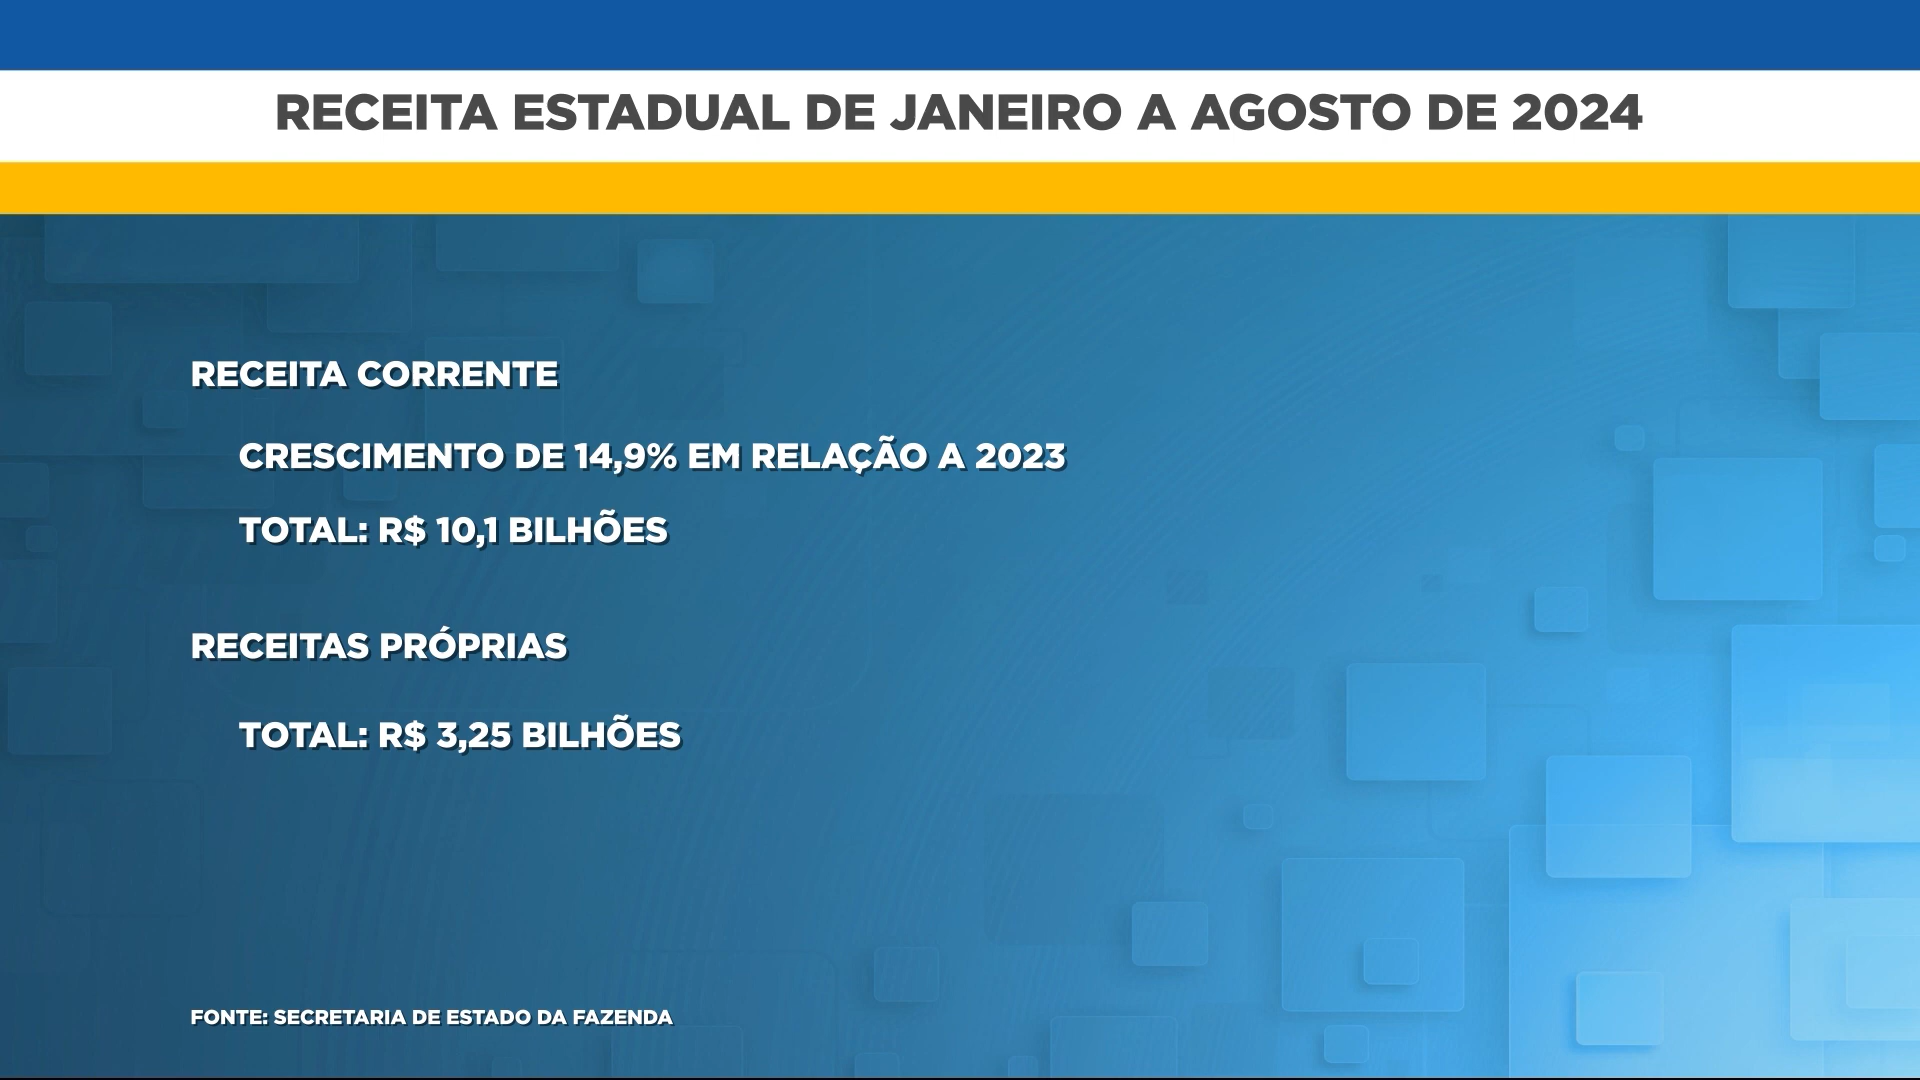 RECEITA ESTADUAL DE JANEIRO A AGOSTO DE 2024
RECEITA CORRENTE
CRESCIMENTO DE 14,9% EM RELAÇÃO A 2023
TOTAL: R$ 10,1 BILHÕES
RECEITAS PRÓPRIAS
TOTAL: R$ 3,25 BILHÕES
FONTE: SECRETARIA DE ESTADO DA FAZENDA